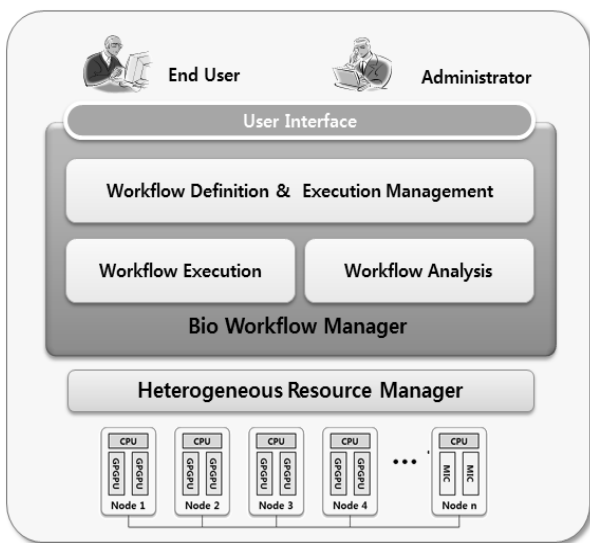 End User
Administrator
User Interface
Workflow Definition & Execution Management
Workflow Execution
Workflow Analysis
Bio Workflow Manager
Heterogeneous Resource Manager
CPU
GPGPU
GPGPU
Node 1
CPU
GPGPU
GPGPU
Node 2
CPU
GPGPU
GPGPU
Node 3
CPU
GPGPU
GPGPU
Node 4
•••
CPU
MIC
MIC
Node n